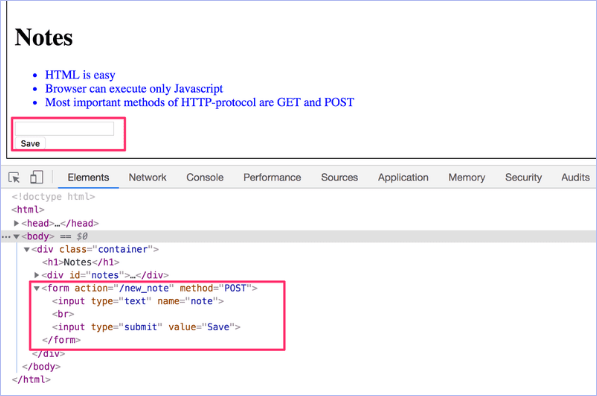 Notes
HTML is easy
Browser can execute only Javascript
Most important methods of HTTP-protocol are GET and POST
Save
Elements Network Console Performance Sources Application Memory Security Audits
<!doctype html>
<html>
<head>…</head>
<body> == $0
<div class="container">
<h1>Notes</h1>
<div id="notes">…</div>
<form action="/new_note" method="POST">
<input type="text" name="note">
<br>
<input type="submit" value="Save">
</form>
</div>
</body>
</html>